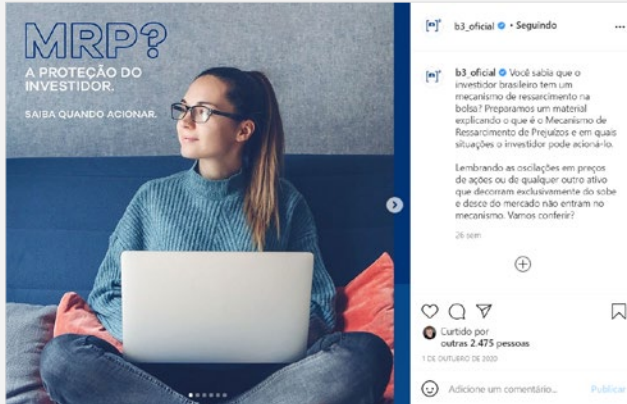 MRP?
A PROTEÇÃO DO
INVESTIDOR.
SAIBA QUANDO ACIONAR.
b3_oficial • Seguindo
b3_oficial Você sabia que o
investidor brasileiro tem um
mecanismo de ressarcimento na
bolsa? Preparamos um material
explicando o que é o Mecanismo de
Ressarcimento de Prejuízos e em quais
situações o investidor pode acioná-lo.
Lembrando as oscilações em preços
de ações ou de qualquer outro ativo
que decorram exclusivamente do sobe
e desce do mercado não entram no
mecanismo. Vamos conferir?
26 sem
Curtido por
outras 2.475 pessoas
1 DE OUTUBRO DE 2020
Adicione um comentário...
Publicar